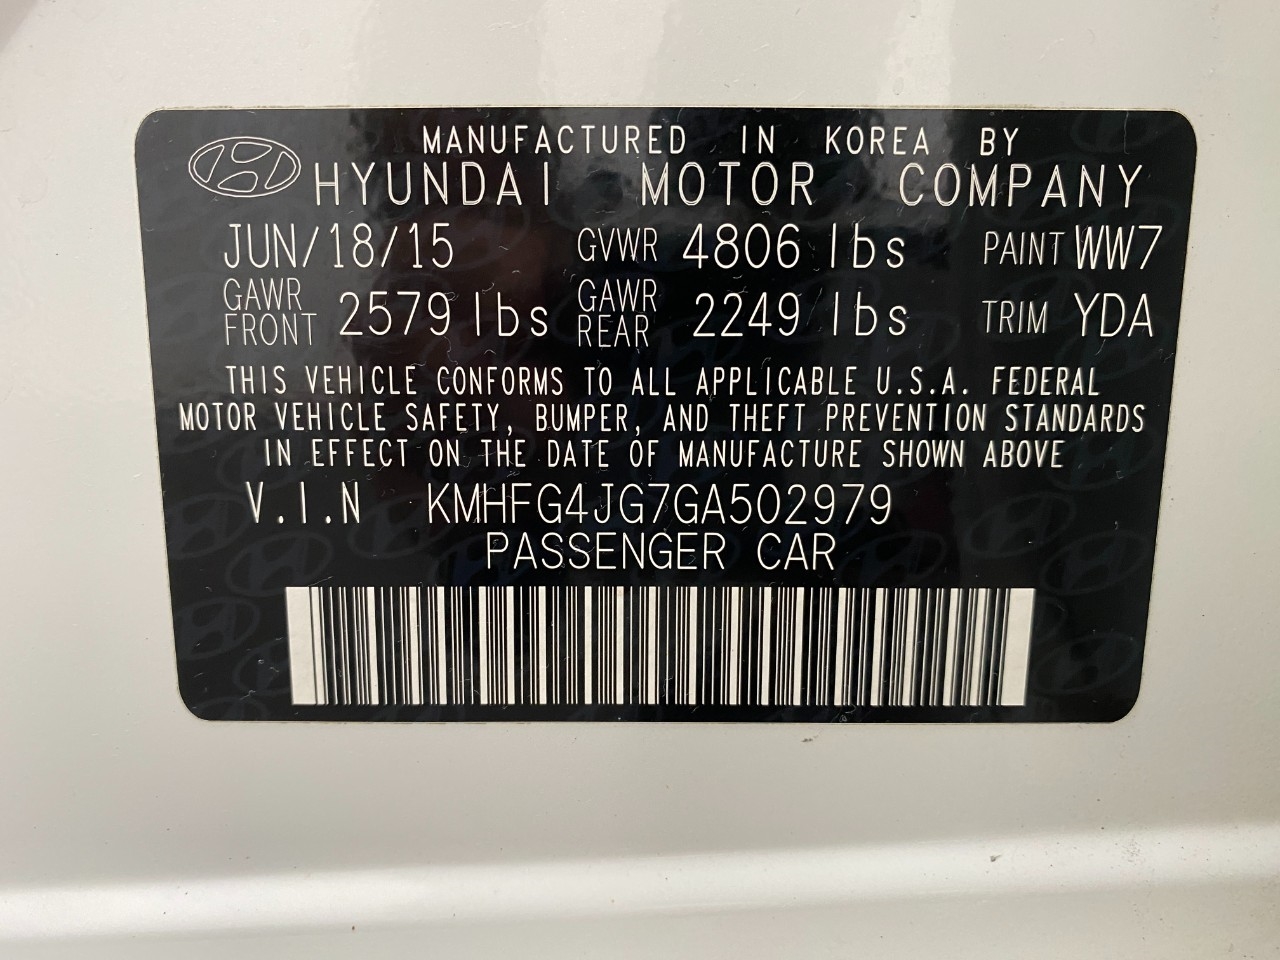 MANUFACTURED IN KOREA BY
HYUNDAI MOTOR COMPANY
JUN/18/15 GVWR 4806 lbs PAINT WW7
GAWR FRONT 2579 lbs GAWR REAR 2249 lbs TRIM YDA
THIS VEHICLE CONFORMS TO ALL APPLICABLE U.S.A. FEDERAL
MOTOR VEHICLE SAFETY, BUMPER, AND THEFT PREVENTION STANDARDS
IN EFFECT ON THE DATE OF MANUFACTURE SHOWN ABOVE
V.I.N KMHFG4JG7GA502979
PASSENGER CAR